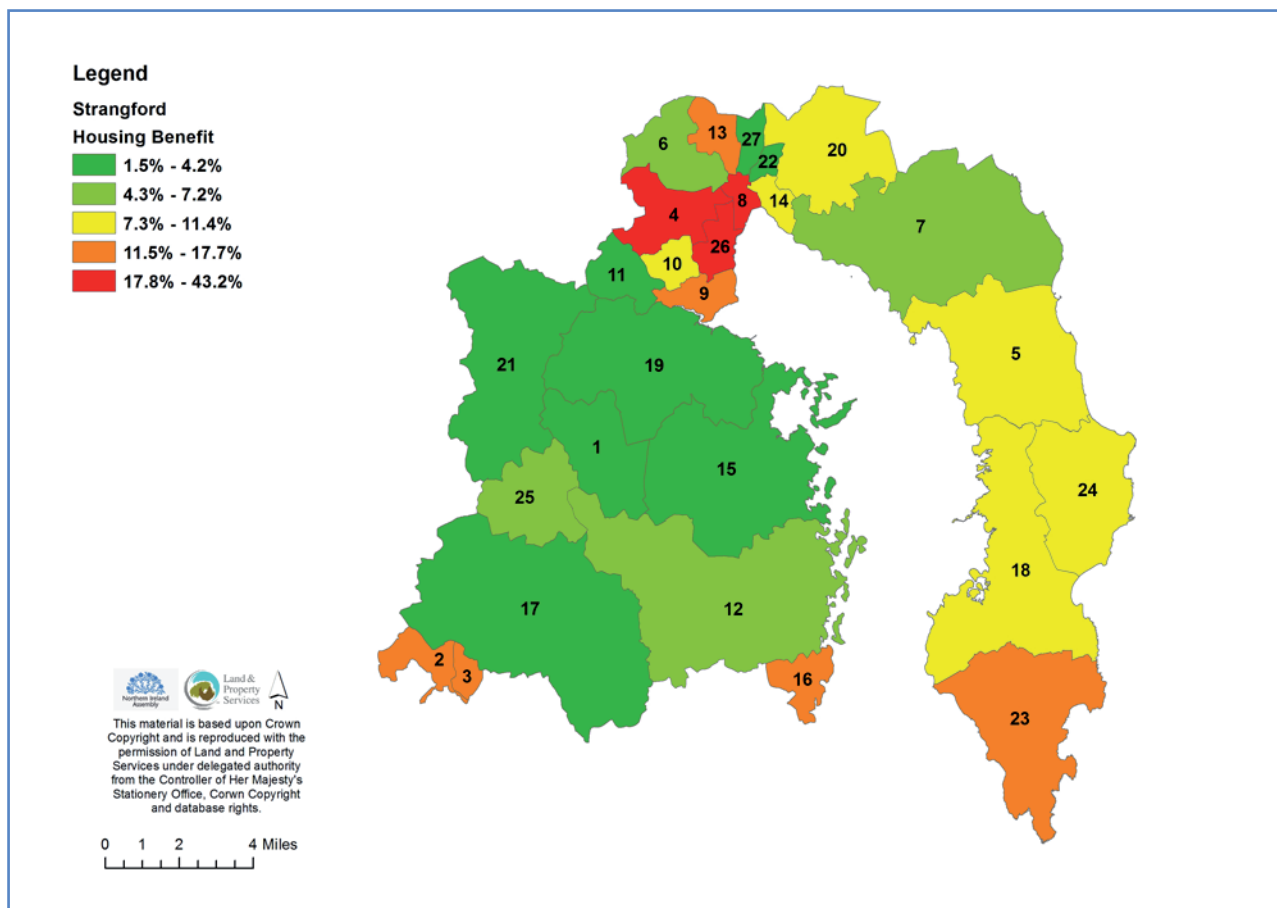 Legend
Strangford
Housing Benefit
1.5% - 4.2%
4.3% - 7.2%
7.3% - 11.4%
11.5% - 17.7%
17.8% - 43.2%
6
13
27
22
20
4
8
14
7
26
10
11
9
5
21
19
1
15
25
24
18
17
12
2
3
16
23
Northern Ireland
Assembly
Land &
Property
Services
N
This material is based upon Crown
Copyright and is reproduced with the
permission of Land and Property
Services under delegated authority
from the Controller of Her Majesty's
Stationery Office, Corwn Copyright
and database rights.
0 1 2 4 Miles